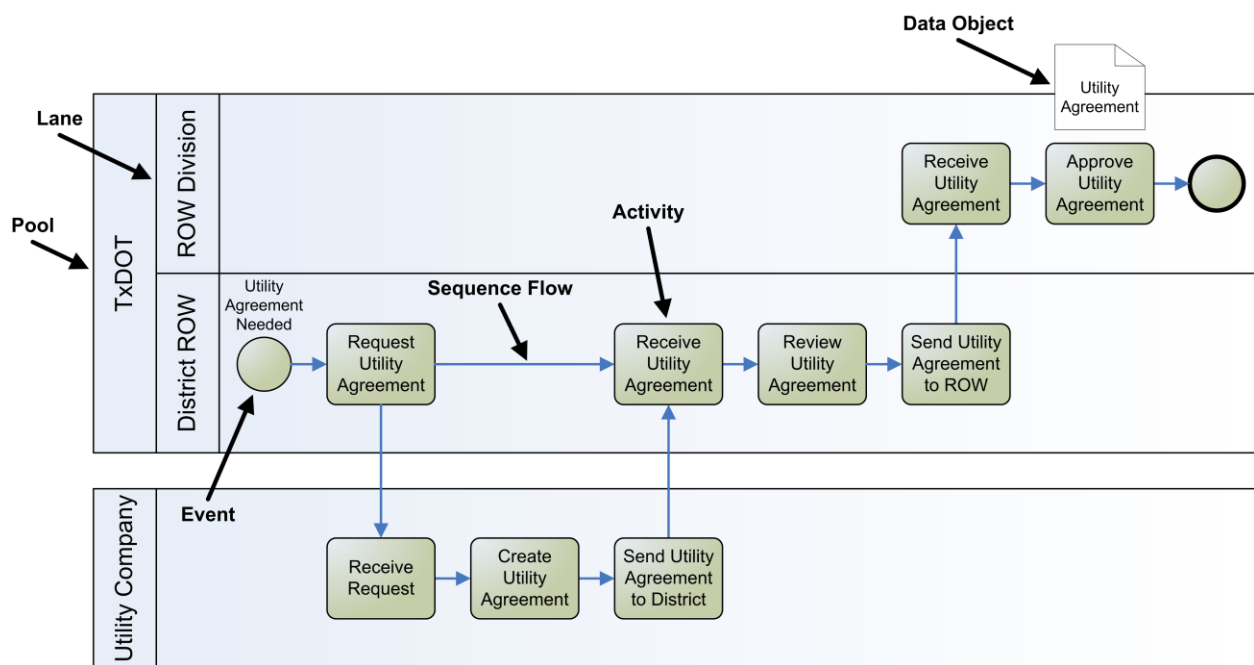 Data Object
Utility
Agreement
Lane
Pool
TxDOT
ROW Division
Receive
Utility
Agreement
Approve
Utility
Agreement
Activity
Sequence Flow
District ROW
Utility
Agreement
Needed
Request
Utility
Agreement
Receive
Utility
Agreement
Review
Utility
Agreement
Send Utility
Agreement
to ROW
Event
Utility Company
Receive
Request
Create
Utility
Agreement
Send Utility
Agreement
to District